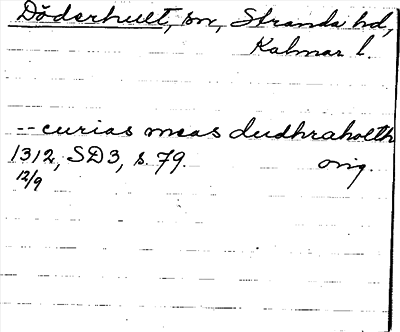 Döderhult, sn, Stranda hd,
Kalmar l.
-- curias meas dudhraholth
1312, SD3, s. 79. orig.
12/9